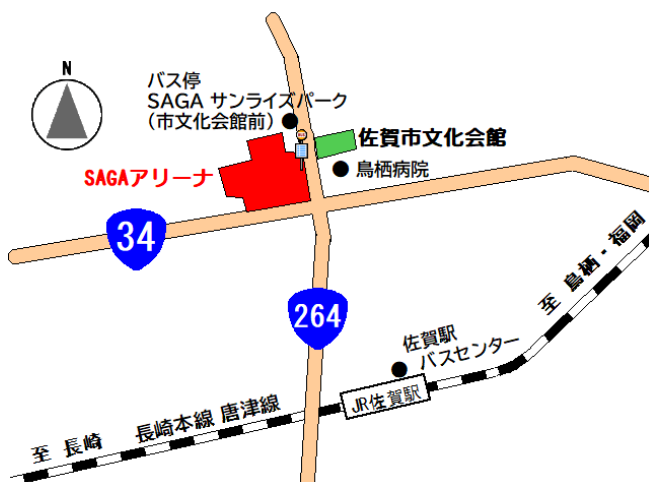 N
バス停
SAGA サンライズパーク
(市文化会館前)
佐賀市文化会館
SAGAアリーナ
鳥栖病院
34
264
至 鳥栖・福岡
佐賀駅
バスセンター
JR佐賀駅
長崎本線 唐津線
至 長崎